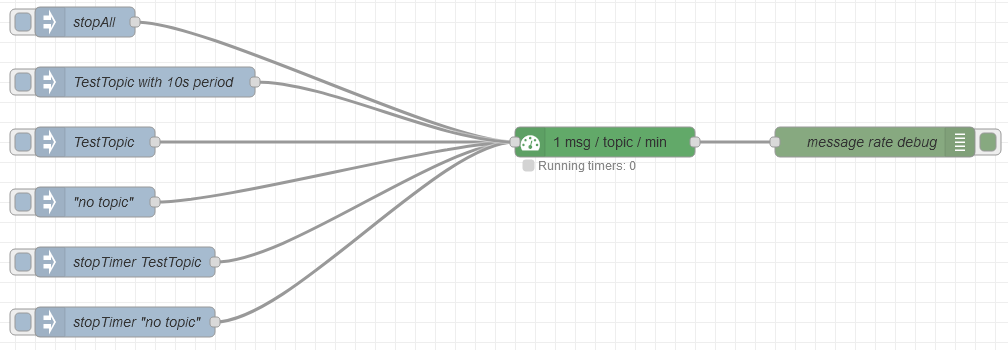 stopAll
TestTopic with 10s period
TestTopic
1 msg / topic / min
message rate debug
Running timers: 0
"no topic"
stopTimer TestTopic
stopTimer "no topic"